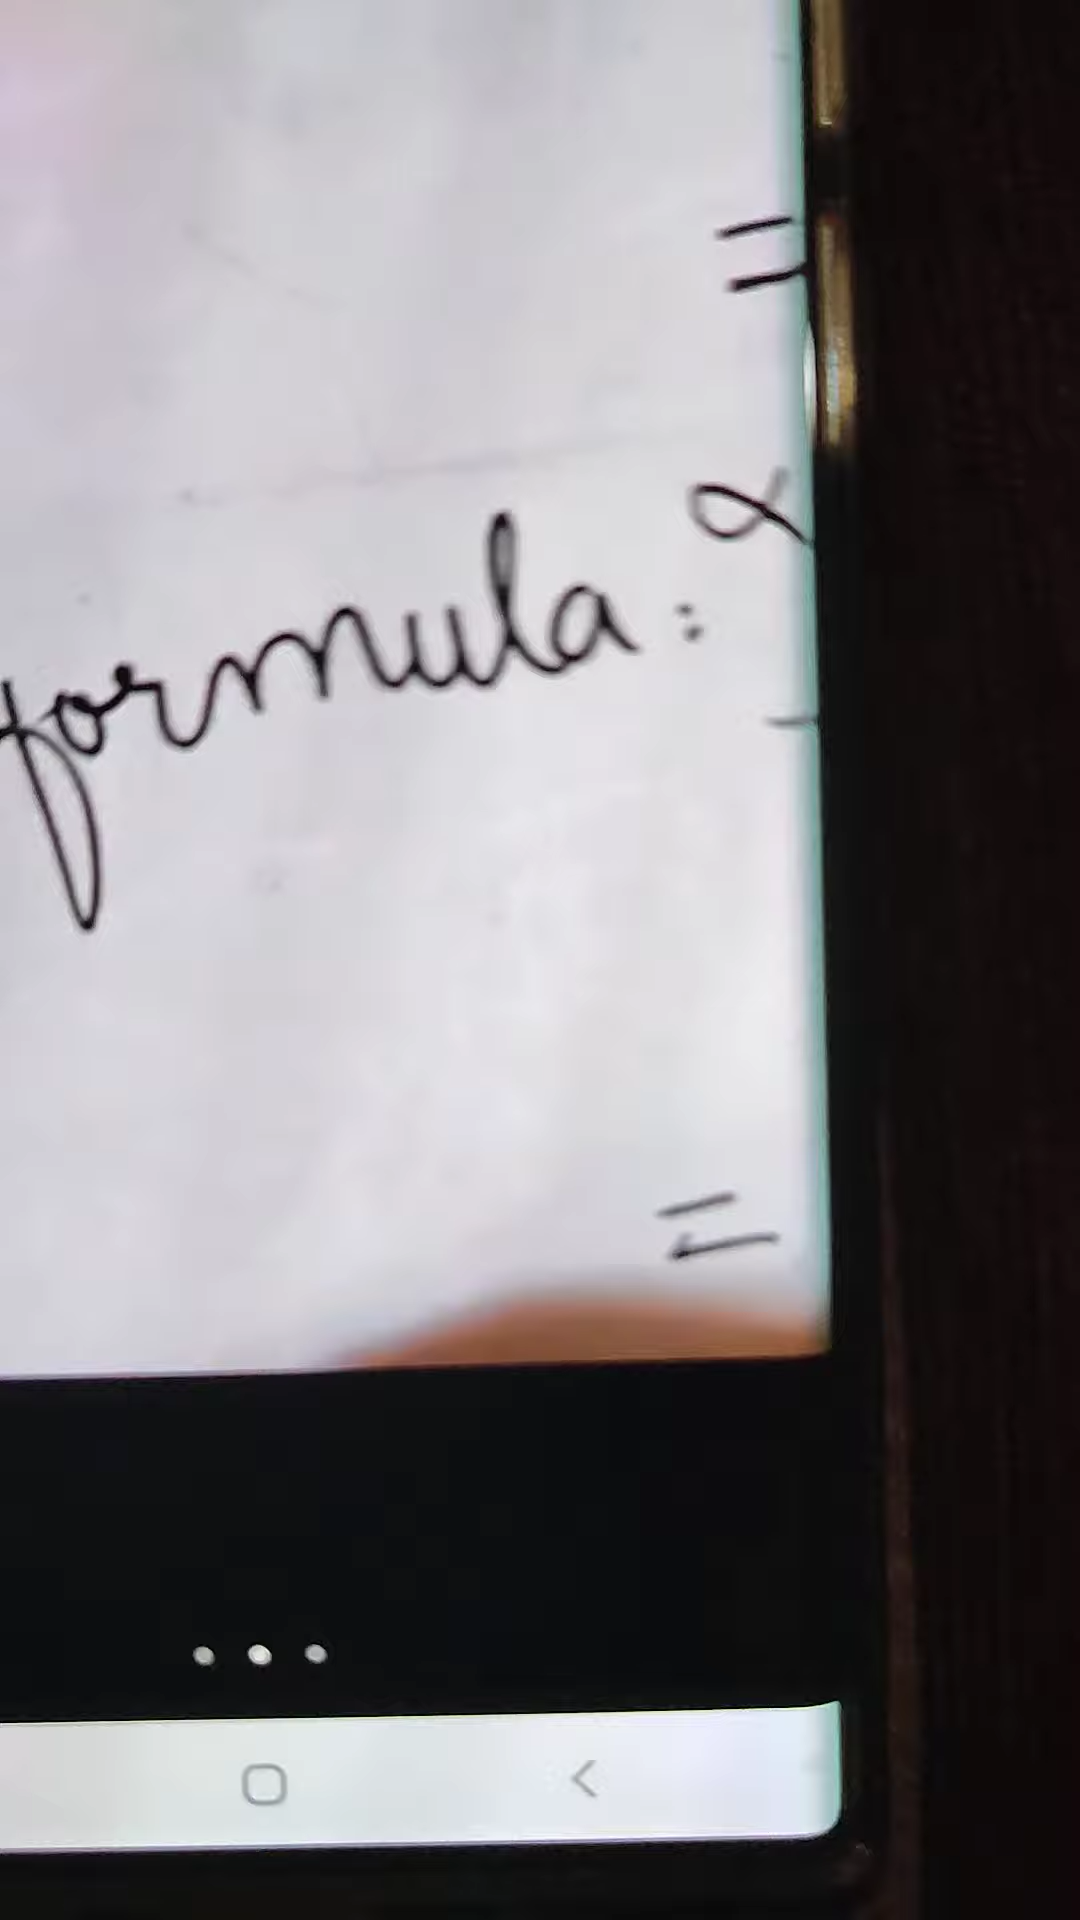 =
formula: α
=